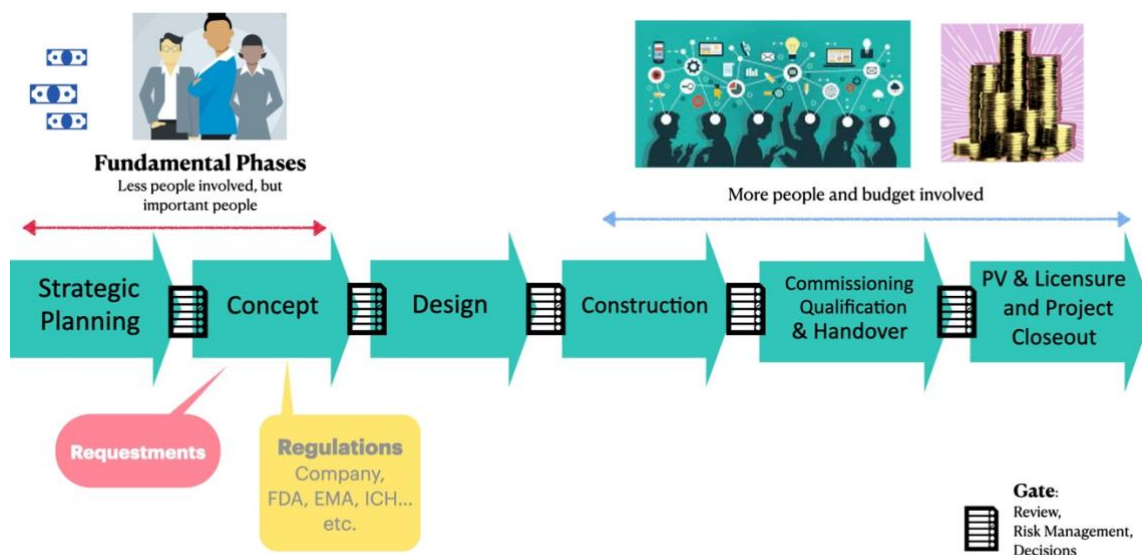 Fundamental Phases
Less people involved, but
important people
More people and budget involved
Strategic
Planning
Concept
Design
Construction
Commissioning
Qualification
& Handover
PV & Licensure
and Project
Closeout
Requestments
Regulations
Company,
FDA, EMA, ICH...
etc.
Gate:
Review,
Risk Management,
Decisions